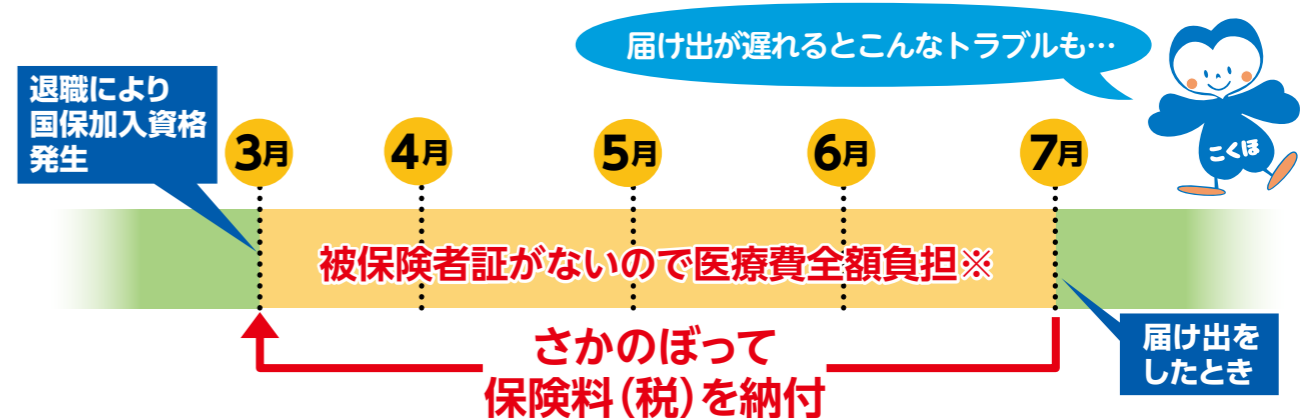 届け出が遅れるとこんなトラブルも…
こくほ
退職により
国保加入資格
発生
3月
4月
5月
6月
7月
被保険者証がないので医療費全額負担※
さかのぼって
保険料(税)を納付
届け出を
したとき